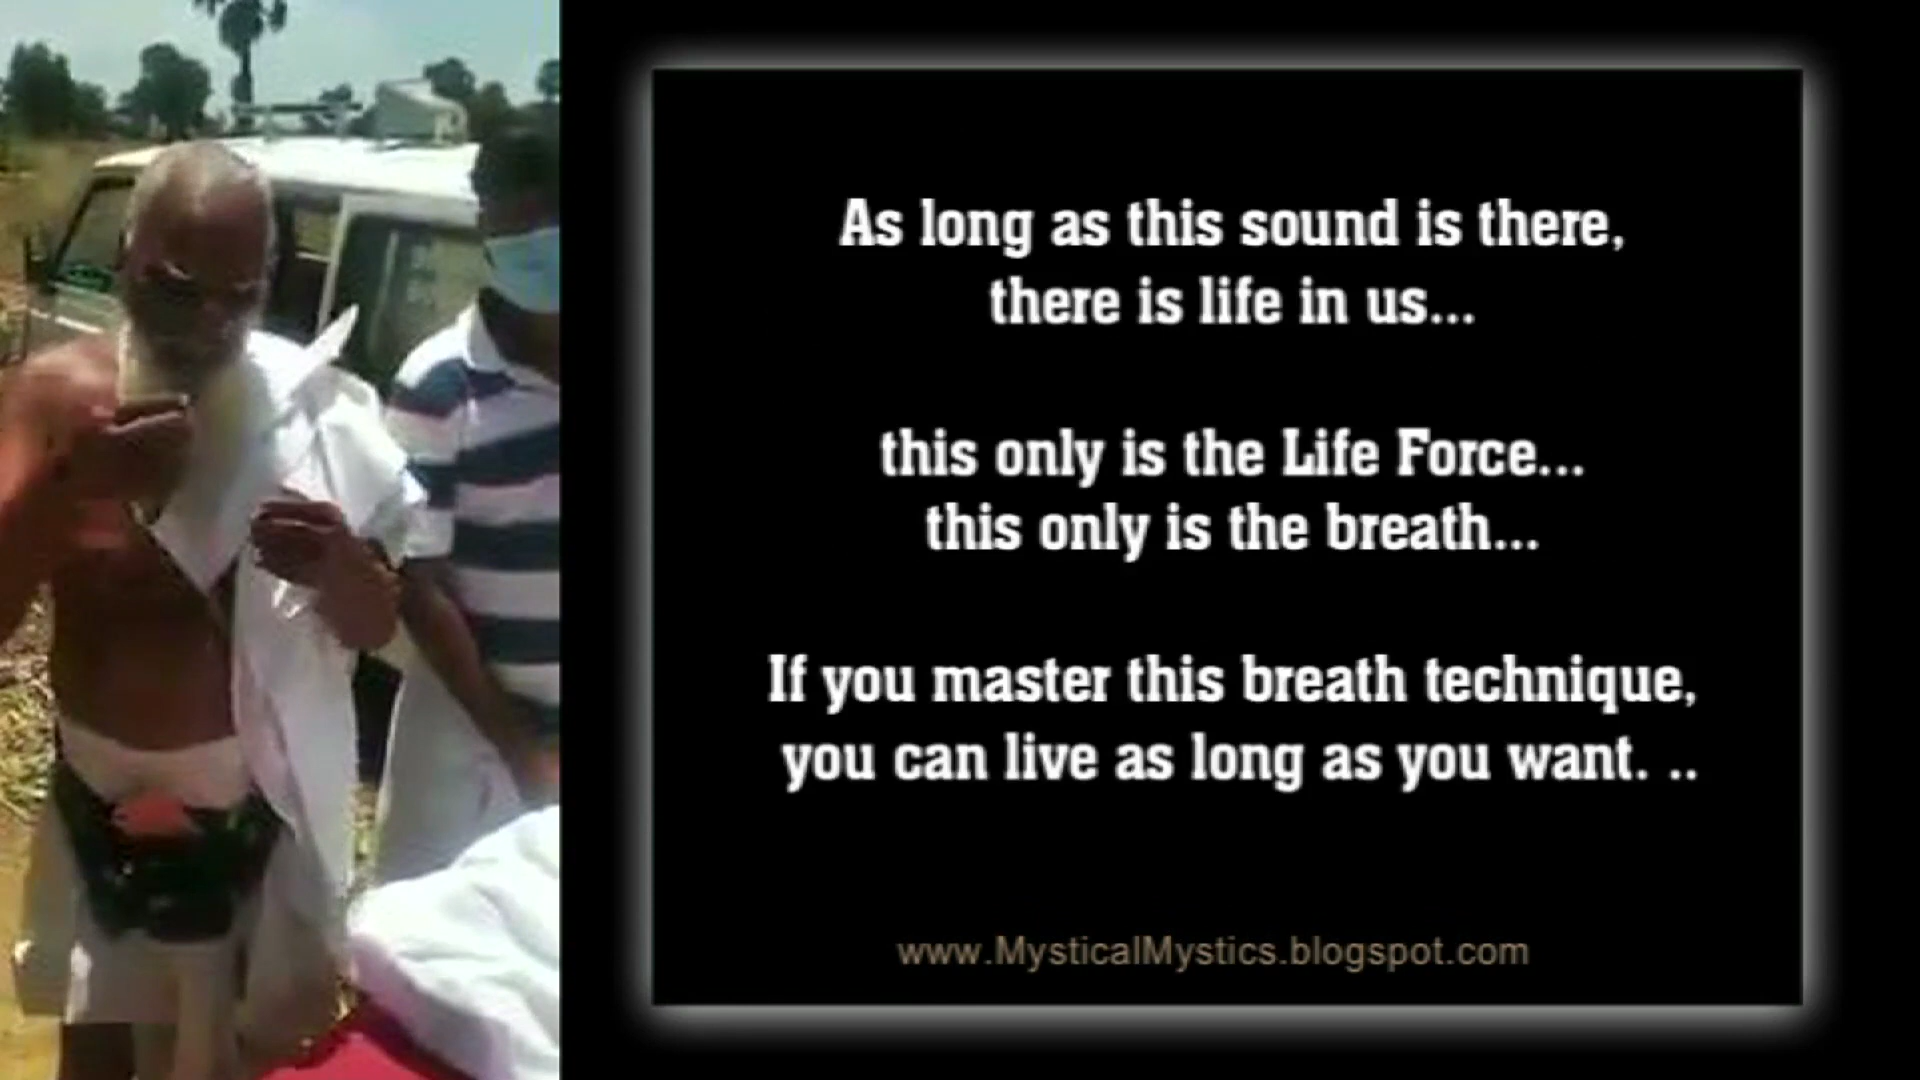 As long as this sound is there,
there is life in us...
this only is the Life Force...
this only is the breath...
If you master this breath technique,
you can live as long as you want. ..
www.MysticalMystics.blogspot.com